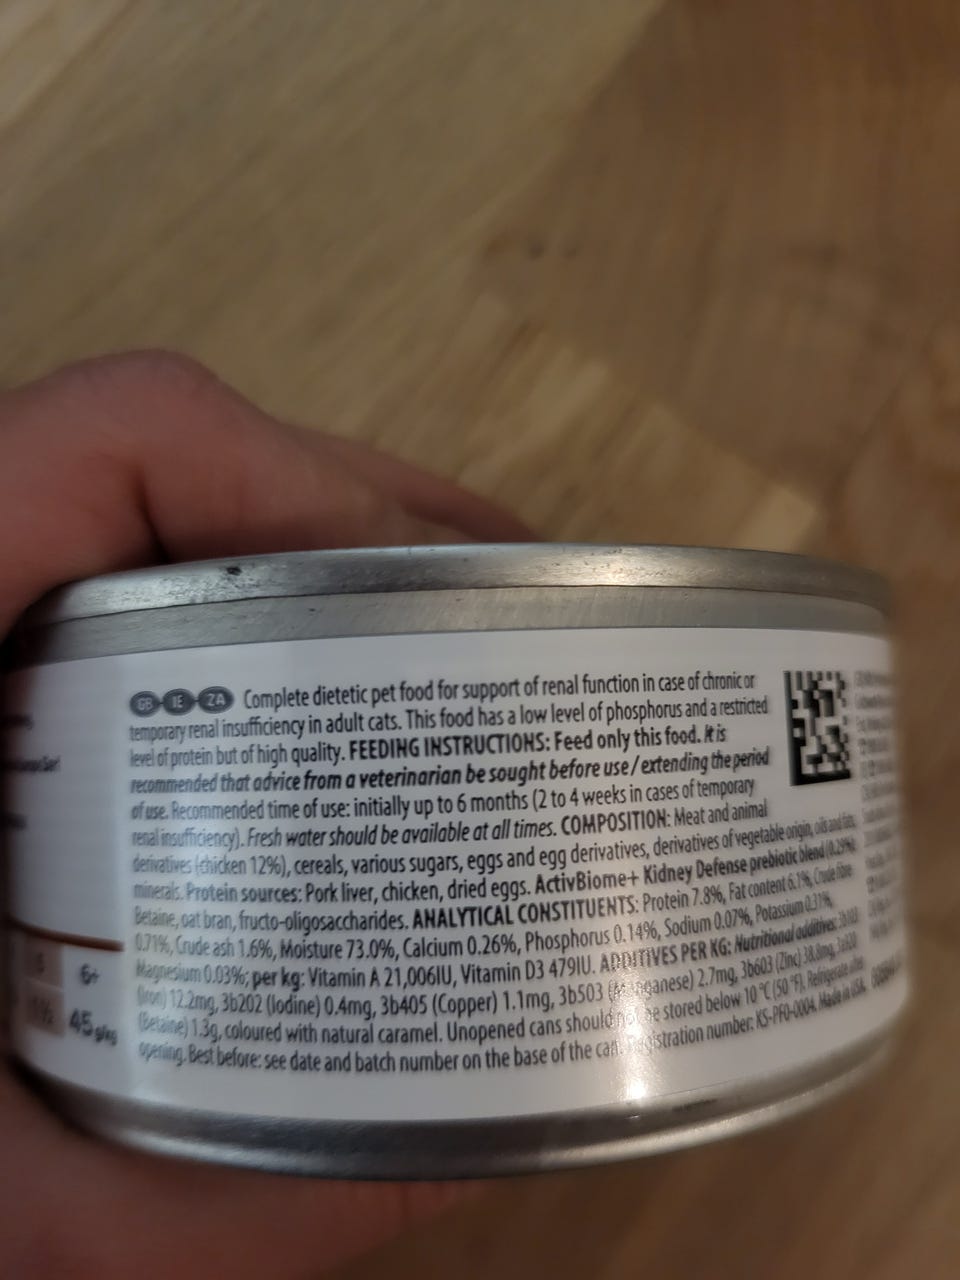 GB IE ZA Complete dietetic pet food for support of renal function in case of chronic or
temporary renal insufficiency in adult cats. This food has a low level of phosphorus and a restricted
level of protein but of high quality. FEEDING INSTRUCTIONS: Feed only this food. It is
recommended that advice from a veterinarian be sought before use/extending the period
of use. Recommended time of use: initially up to 6 months (2 to 4 weeks in cases of temporary
renal insufficiency). Fresh water should be available at all times. COMPOSITION: Meat and animal
derivatives (chicken 12%), cereals, various sugars, eggs and egg derivatives, derivatives of vegetable origin, oils and fats,
minerals. Protein sources: Pork liver, chicken, dried eggs. ActivBiome+ Kidney Defense prebiotic blend (0.29%):
Betaine, oat bran, fructo-oligosaccharides. ANALYTICAL CONSTITUENTS: Protein 7.8%, Fat content 6.1%, Crude fibre
0.71%, Crude ash 1.6%, Moisture 73.0%, Calcium 0.26%, Phosphorus 0.14%, Sodium 0.07%, Potassium 0.31%,
Magnesium 0.03%; per kg: Vitamin A 21,006IU, Vitamin D3 479IU. ADDITIVES PER KG: Nutritional additives: 3b103
(Iron) 12.2mg, 3b202 (Iodine) 0.4mg, 3b405 (Copper) 1.1mg, 3b503 (Manganese) 2.7mg, 3b603 (Zinc) 38.8mg, 3a920
(Betaine) 1.3g, coloured with natural caramel. Unopened cans should not be stored below 10 °C (50 °F). Refrigerate after
opening. Best before: see date and batch number on the base of the can. Registration number: KS-PF0-0004. Made in USA.
6+
45 g/kg